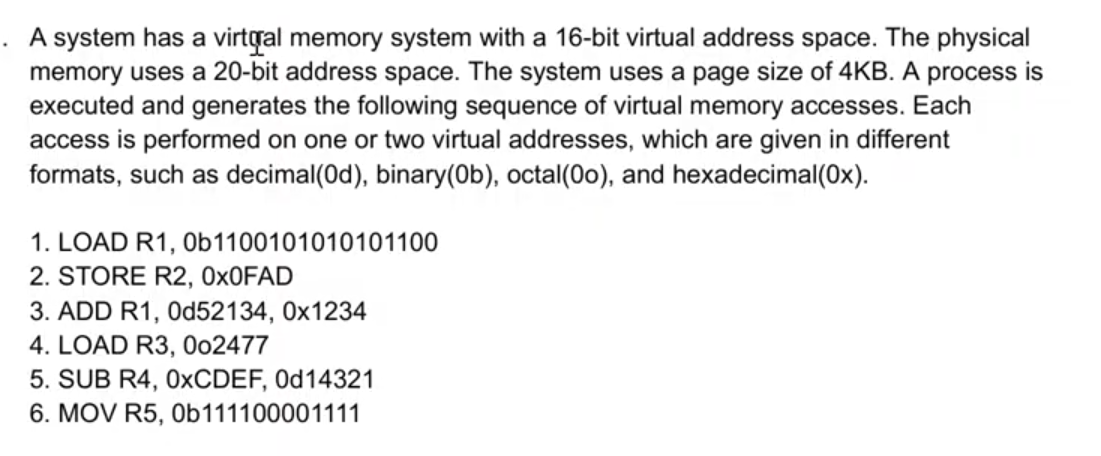 . A system has a virtual memory system with a 16-bit virtual address space. The physical
memory uses a 20-bit address space. The system uses a page size of 4KB. A process is
executed and generates the following sequence of virtual memory accesses. Each
access is performed on one or two virtual addresses, which are given in different
formats, such as decimal(0d), binary(0b), octal(0o), and hexadecimal(0x).
1. LOAD R1, 0b1100101010101100
2. STORE R2, 0x0FAD
3. ADD R1, 0d52134, 0x1234
4. LOAD R3, 0o2477
5. SUB R4, 0xCDEF, 0d14321
6. MOV R5, 0b111100001111